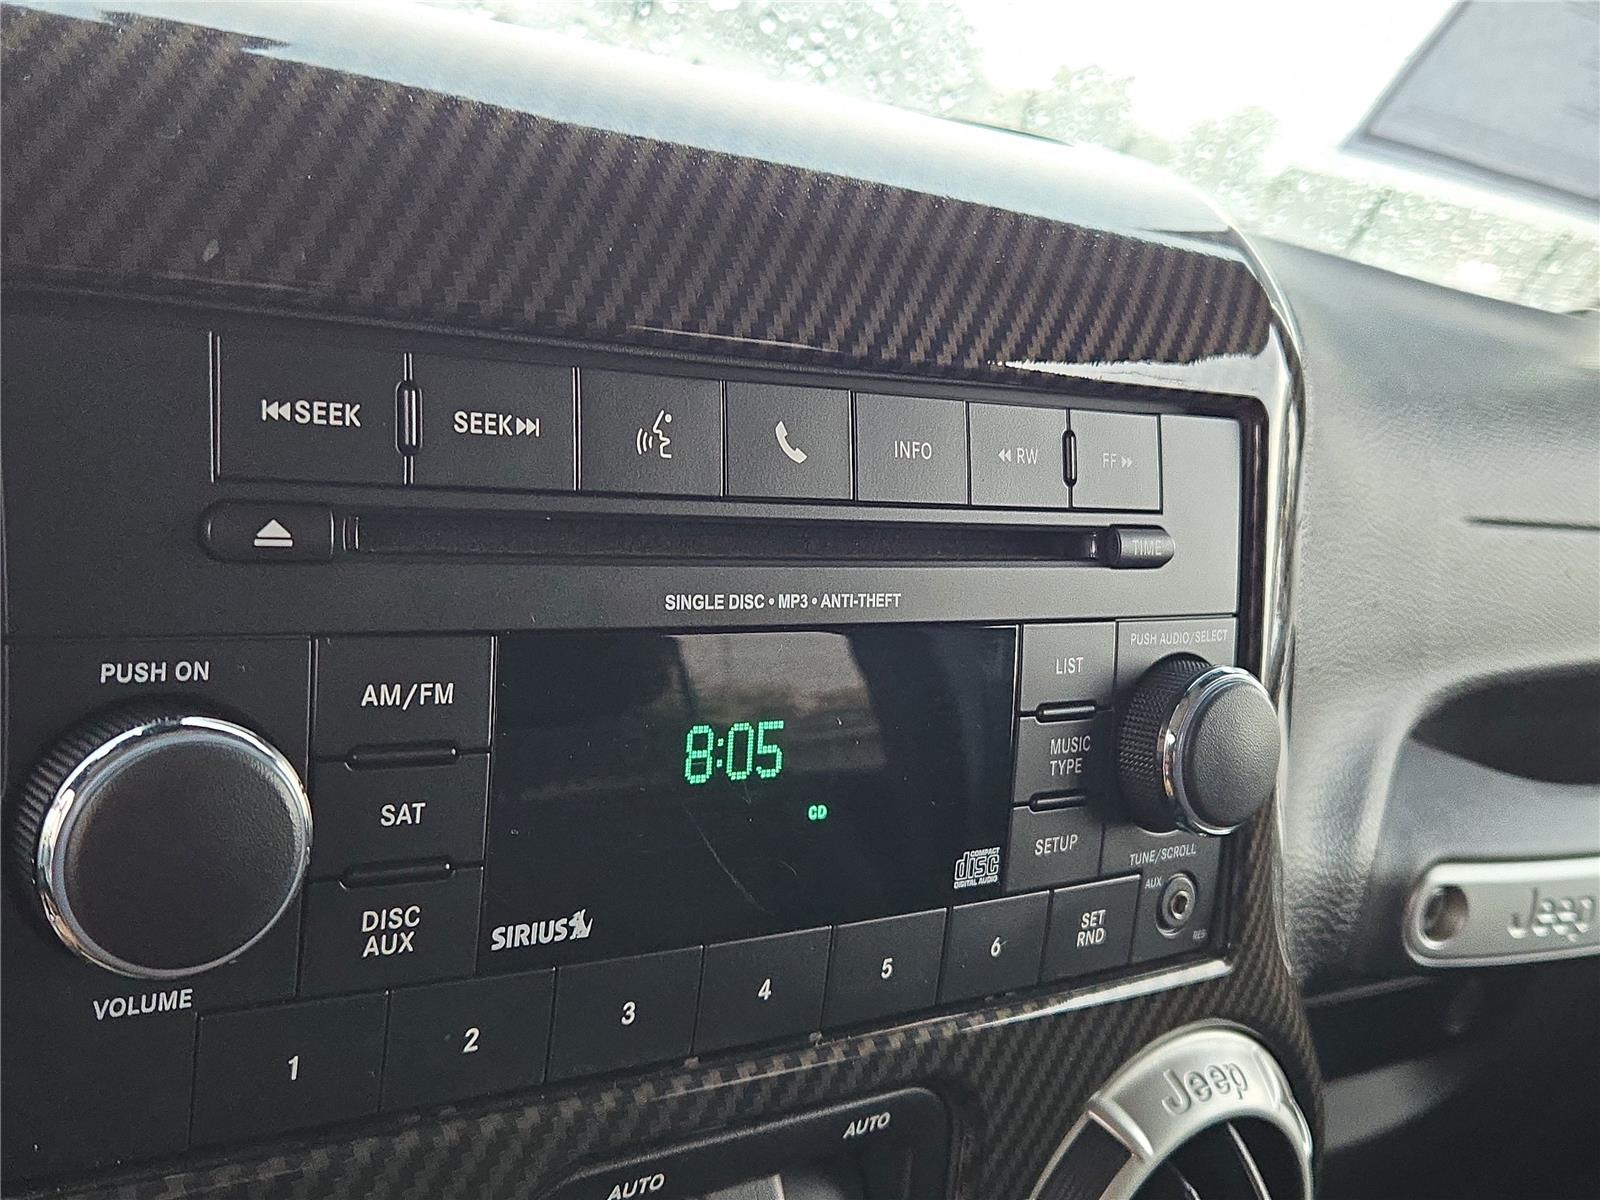 SEEK
SEEK
INFO
RW
FF
TIME
SINGLE DISC • MP3 • ANTI-THEFT
PUSH ON
PUSH AUDIO/SELECT
AM/FM
LIST
8:05
MUSIC
TYPE
SAT
CD
SETUP
TUNE/SCROLL
COMPACT
disc
DIGITAL AUDIO
AUX
DISC
AUX
SIRIUS
SET
RND
RES
VOLUME
1
2
3
4
5
6
Jeep
Jeep
AUTO
AUTO